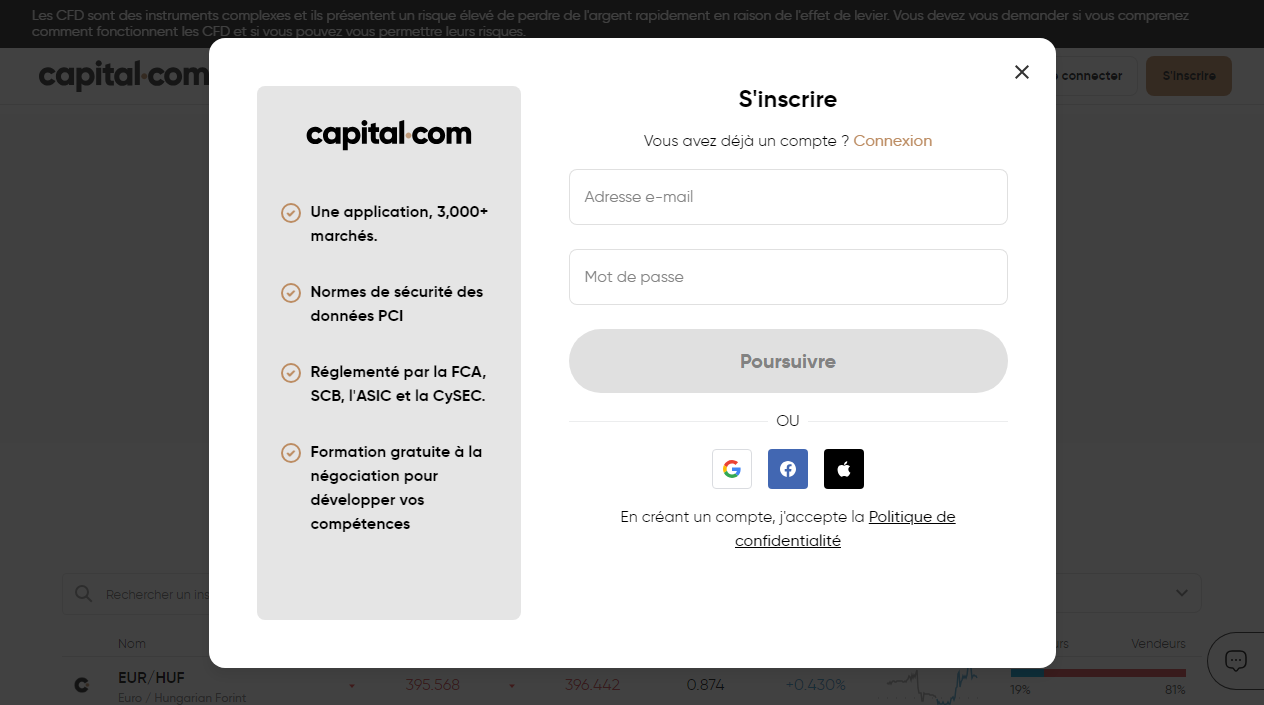 Les CFD sont des instruments complexes et ils présentent un risque élevé de perdre de l'argent rapidement en raison de l'effet de levier. Vous devez vous demander si vous comprenez
comment fonctionnent les CFD et si vous pouvez vous permettre leurs risques.
capital.com
connecter
S'inscrire
S'inscrire
Vous avez déjà un compte ? Connexion
Adresse e-mail
Mot de passe
Poursuivre
OU
En créant un compte, j'accepte la Politique de
confidentialité
capital.com
Une application, 3,000+
marchés.
Normes de sécurité des
données PCI
Réglementé par la FCA,
SCB, l'ASIC et la CySEC.
Formation gratuite à la
négociation pour
développer vos
compétences
Rechercher un
Nom
Vendeurs
EUR/HUF
Euro / Hungarian Forint
395.568
396.442
0.874
+0.430%
19%
81%